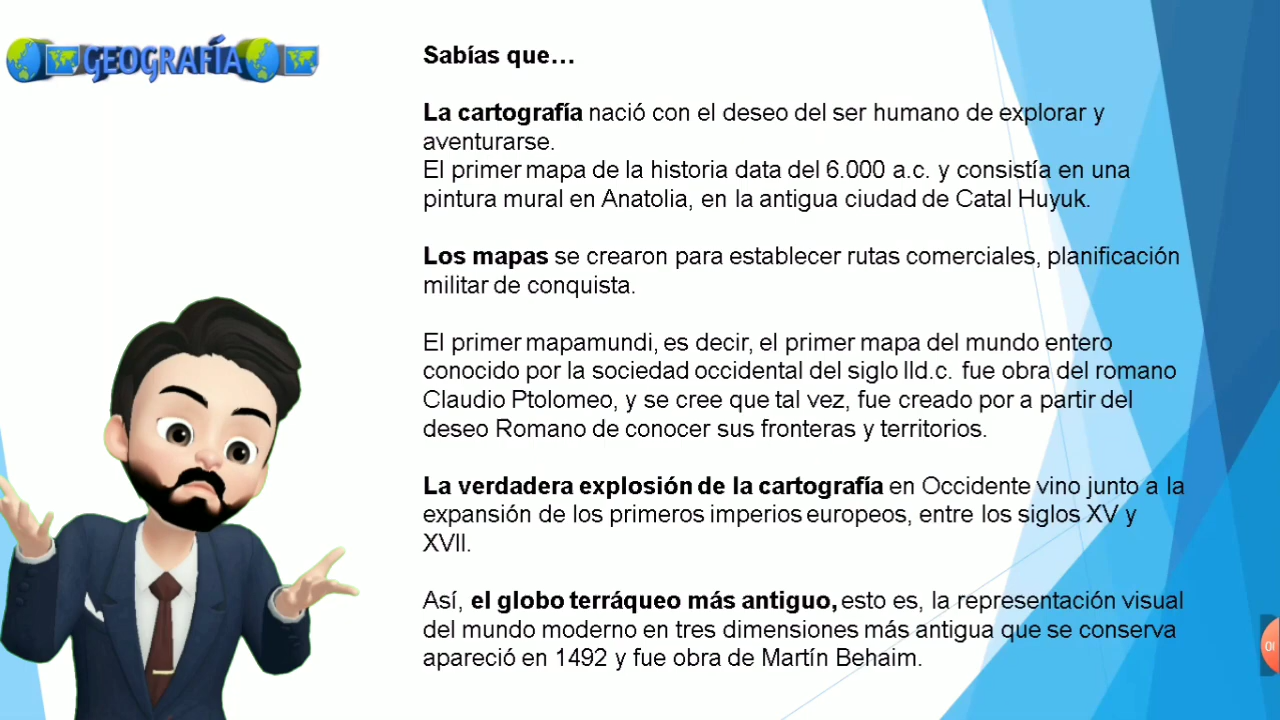 GEOGRAFÍA
Sabías que...
La cartografía nació con el deseo del ser humano de explorar y
aventurarse.
El primer mapa de la historia data del 6.000 a.c. y consistía en una
pintura mural en Anatolia, en la antigua ciudad de Catal Huyuk.
Los mapas se crearon para establecer rutas comerciales, planificación
militar de conquista.
El primer mapamundi, es decir, el primer mapa del mundo entero
conocido por la sociedad occidental del siglo IId.c. fue obra del romano
Claudio Ptolomeo, y se cree que tal vez, fue creado por a partir del
deseo Romano de conocer sus fronteras y territorios.
La verdadera explosión de la cartografía en Occidente vino junto a la
expansión de los primeros imperios europeos, entre los siglos XV y
XVII.
Así, el globo terráqueo más antiguo, esto es, la representación visual
del mundo moderno en tres dimensiones más antigua que se conserva
apareció en 1492 y fue obra de Martín Behaim.